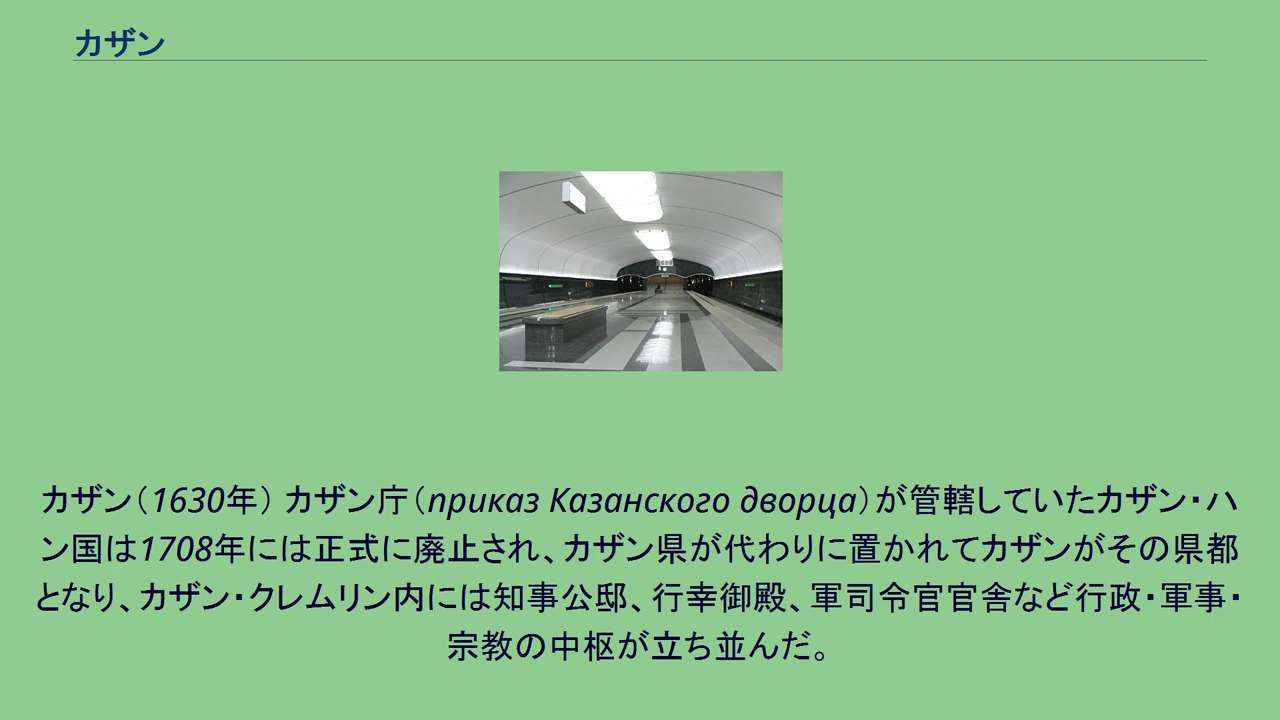 カザン
カザン（1630年） カザン庁（приказ Казанского дворца）が管轄していたカザン・ハ
ン国は1708年には正式に廃止され、カザン県が代わりに置かれてカザンがその県都
となり、カザン・クレムリン内には知事公邸、行幸御殿、軍司令官官舎など行政・軍事・
宗教の中枢が立ち並んだ。